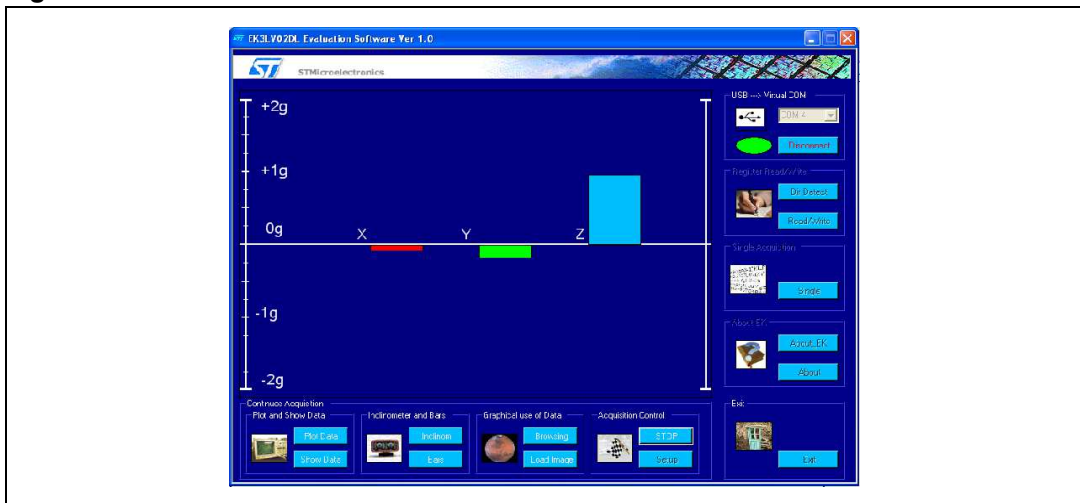 EK3LV02DL Evaluation Software Ver 1.0
ST
STMicroelectronics
+2g
+1g
0g
-1g
-2g
X
Y
Z
USB --> Virtual COM
COM 4
Disconnect
Register Read/Write
Dir Detect
Read/Write
Single Acquisition
Single
About EK
About EK
About
Exit
Exit
Continuos Acquisition
Plot and Show Data
Plot Data
Show Data
Inclinometer and Bars
Inclinom
Bars
Graphical use of Data
Browsing
Load Image
Acquisition Control
STOP
Setup